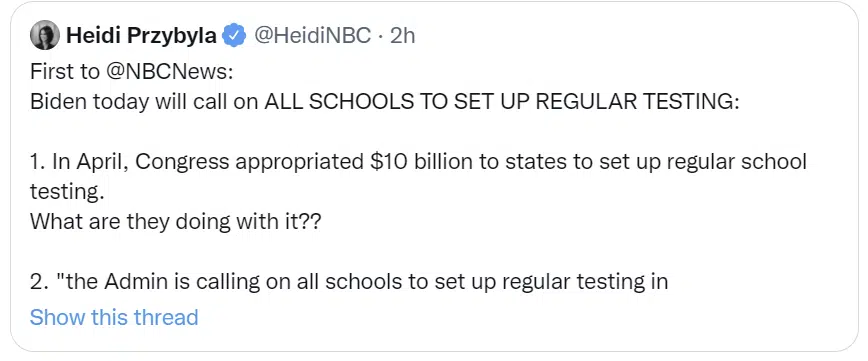 Heidi Przybyla @HeidiNBC · 2h
First to @NBCNews:
Biden today will call on ALL SCHOOLS TO SET UP REGULAR TESTING:
1. In April, Congress appropriated $10 billion to states to set up regular school
testing.
What are they doing with it??
2. "the Admin is calling on all schools to set up regular testing in
Show this thread